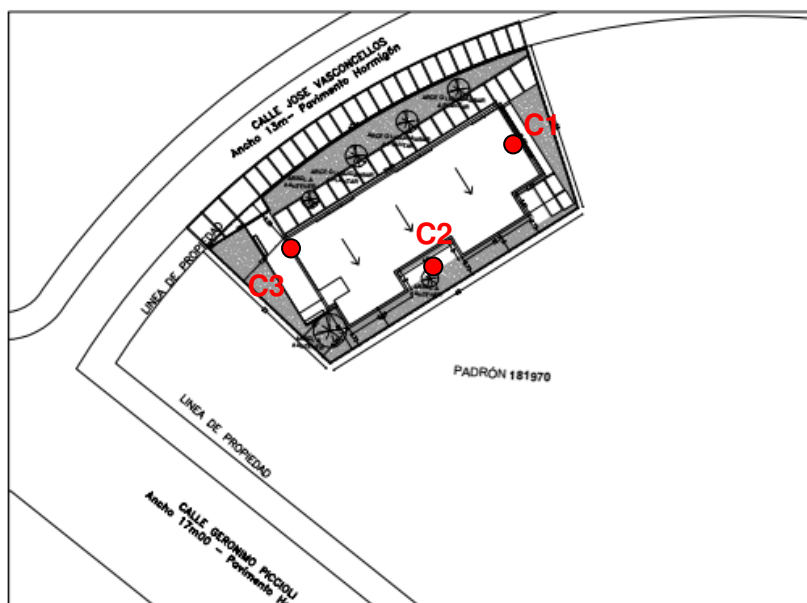 CALLE JOSE VASCONCELLOS
Ancho 13m- Pavimento Hormigón
C1
C2
C3
LINEA DE PROPIEDAD
PADRÓN 181970
LINEA DE PROPIEDAD
CALLE GERONIMO PICCIOLI
Ancho 17m00 - Pavimento Ho